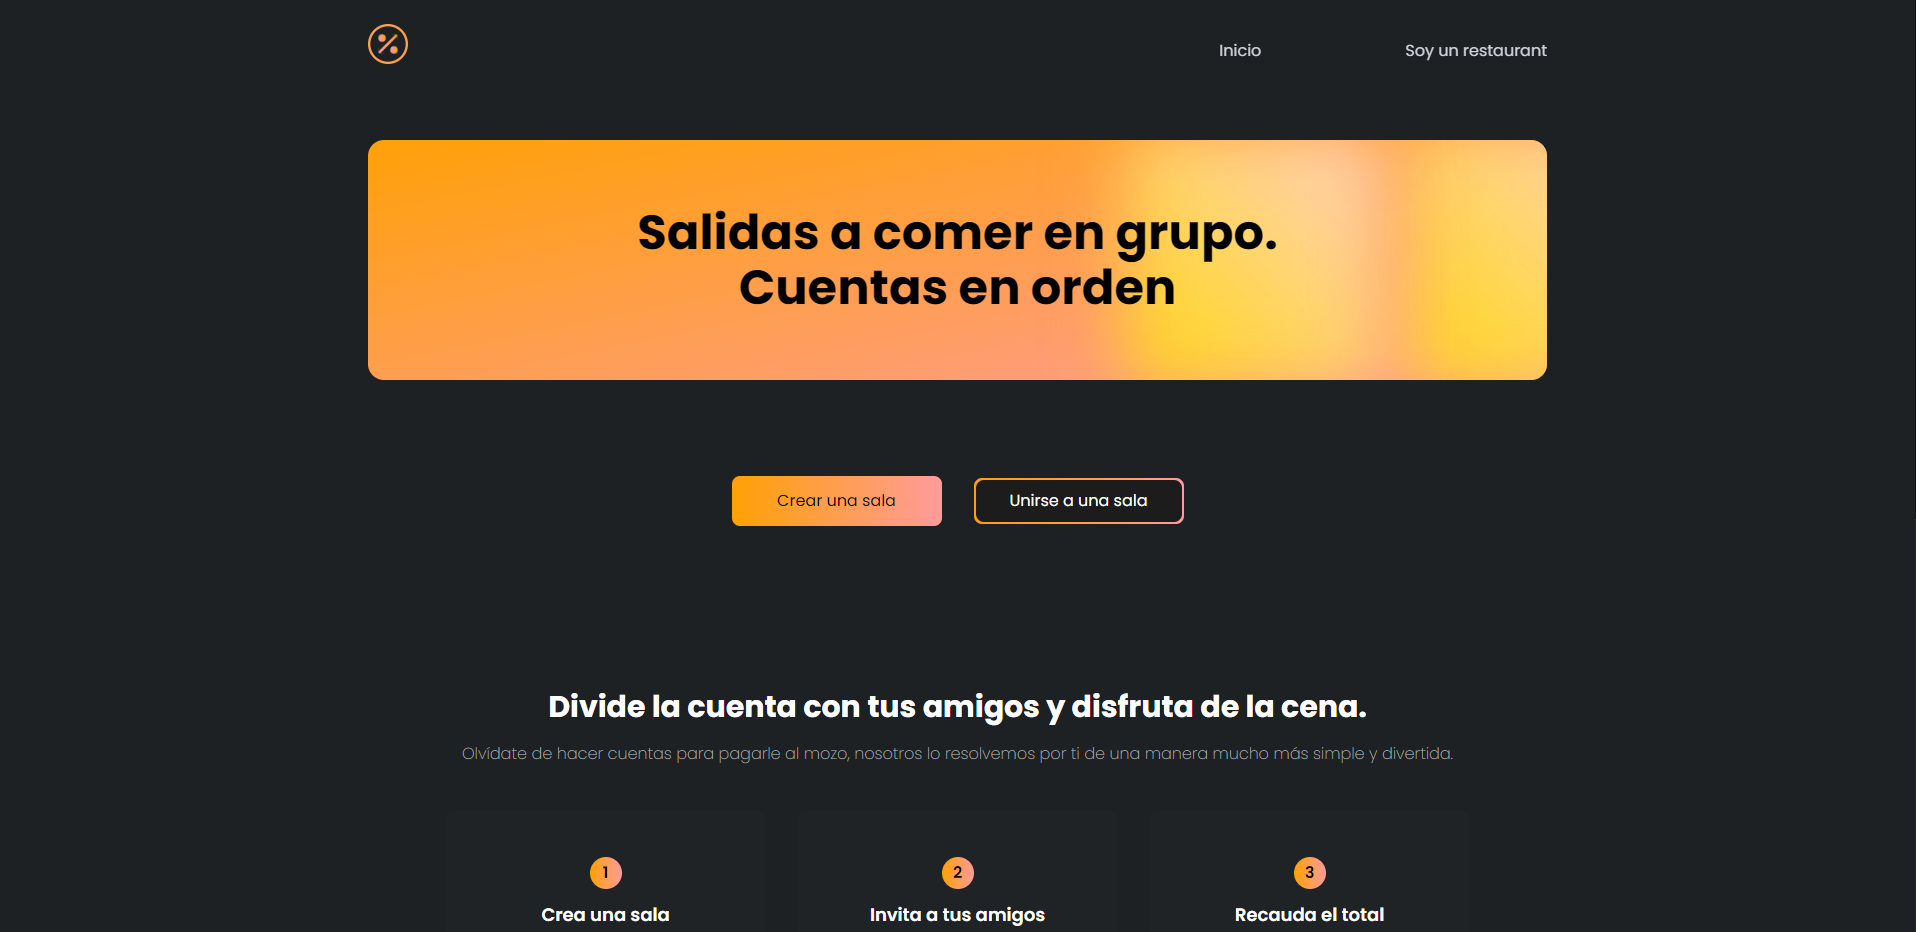 Inicio
Soy un restaurant
Salidas a comer en grupo.
Cuentas en orden
Crear una sala
Unirse a una sala
Divide la cuenta con tus amigos y disfruta de la cena.
Olvídate de hacer cuentas para pagarle al mozo, nosotros lo resolvemos por ti de una manera mucho más simple y divertida.
1
Crea una sala
2
Invita a tus amigos
3
Recauda el total